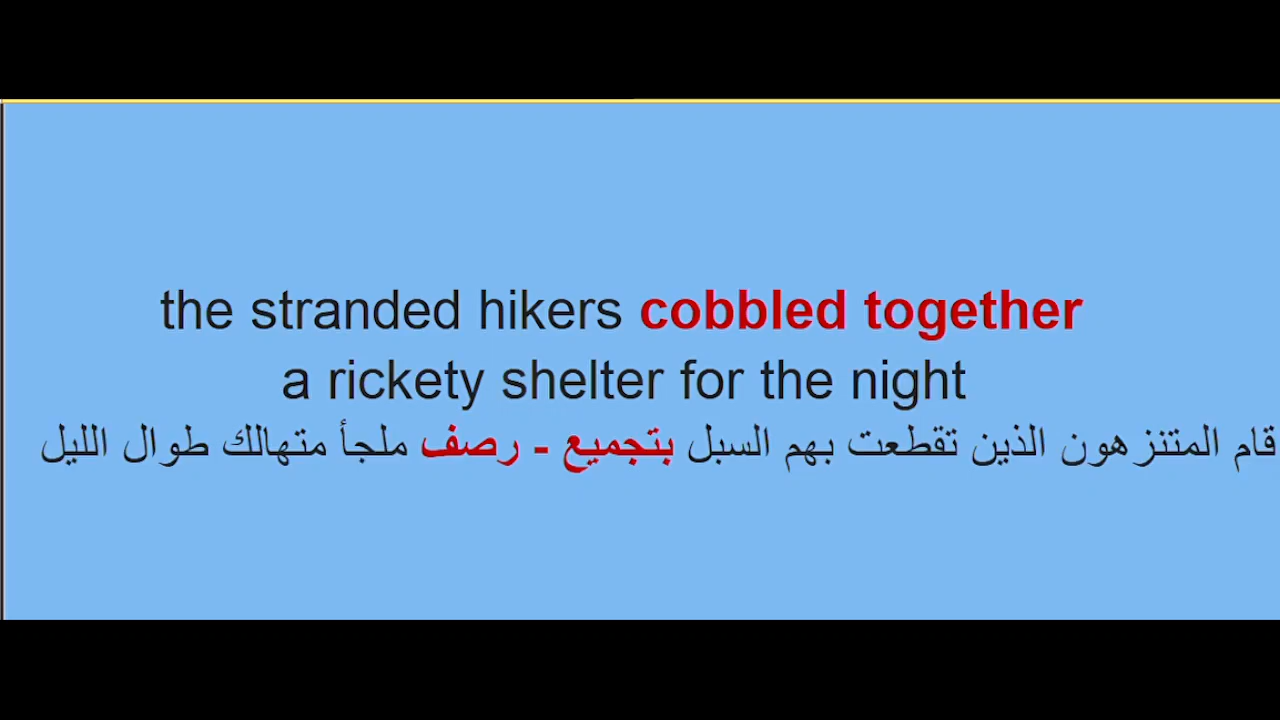 the stranded hikers cobbled together
a rickety shelter for the night
قام المتنزهون الذين تقطعت بهم السبل بتجميع - رصف ملجأ متهالك طوال الليل